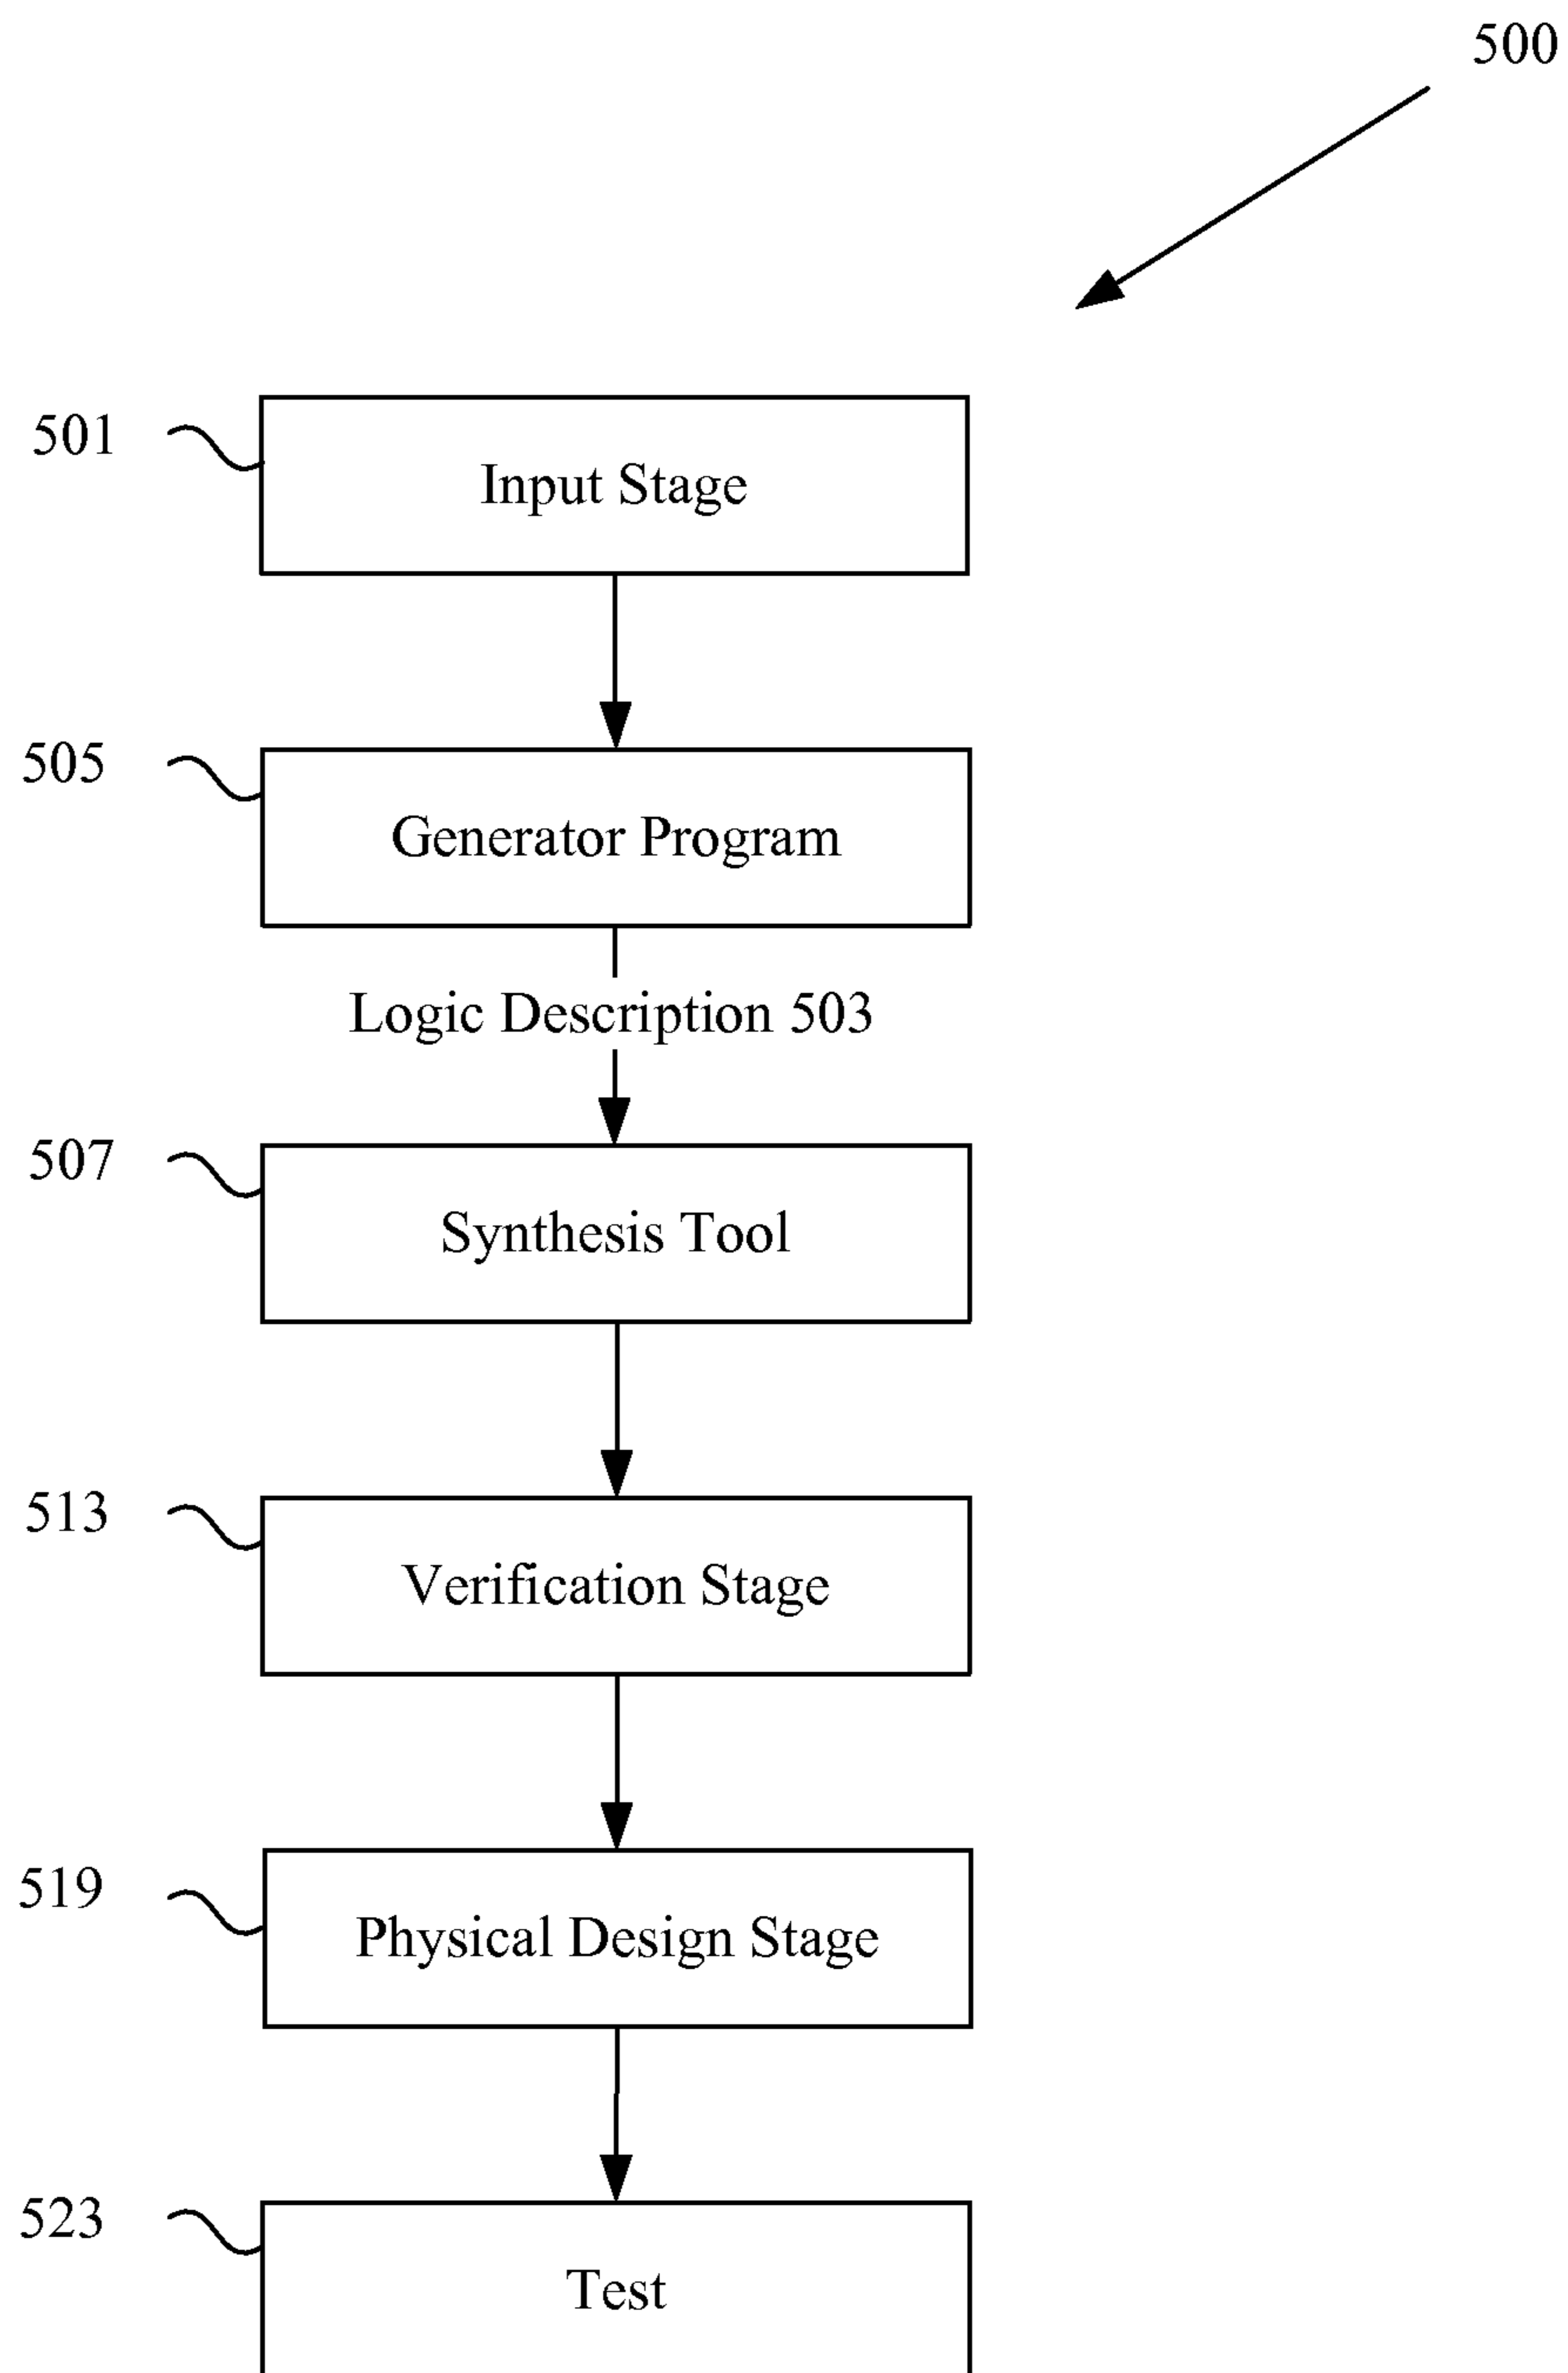 500
501
Input Stage
505
Generator Program
Logic Description 503
507
Synthesis Tool
513
Verification Stage
519
Physical Design Stage
523
Test